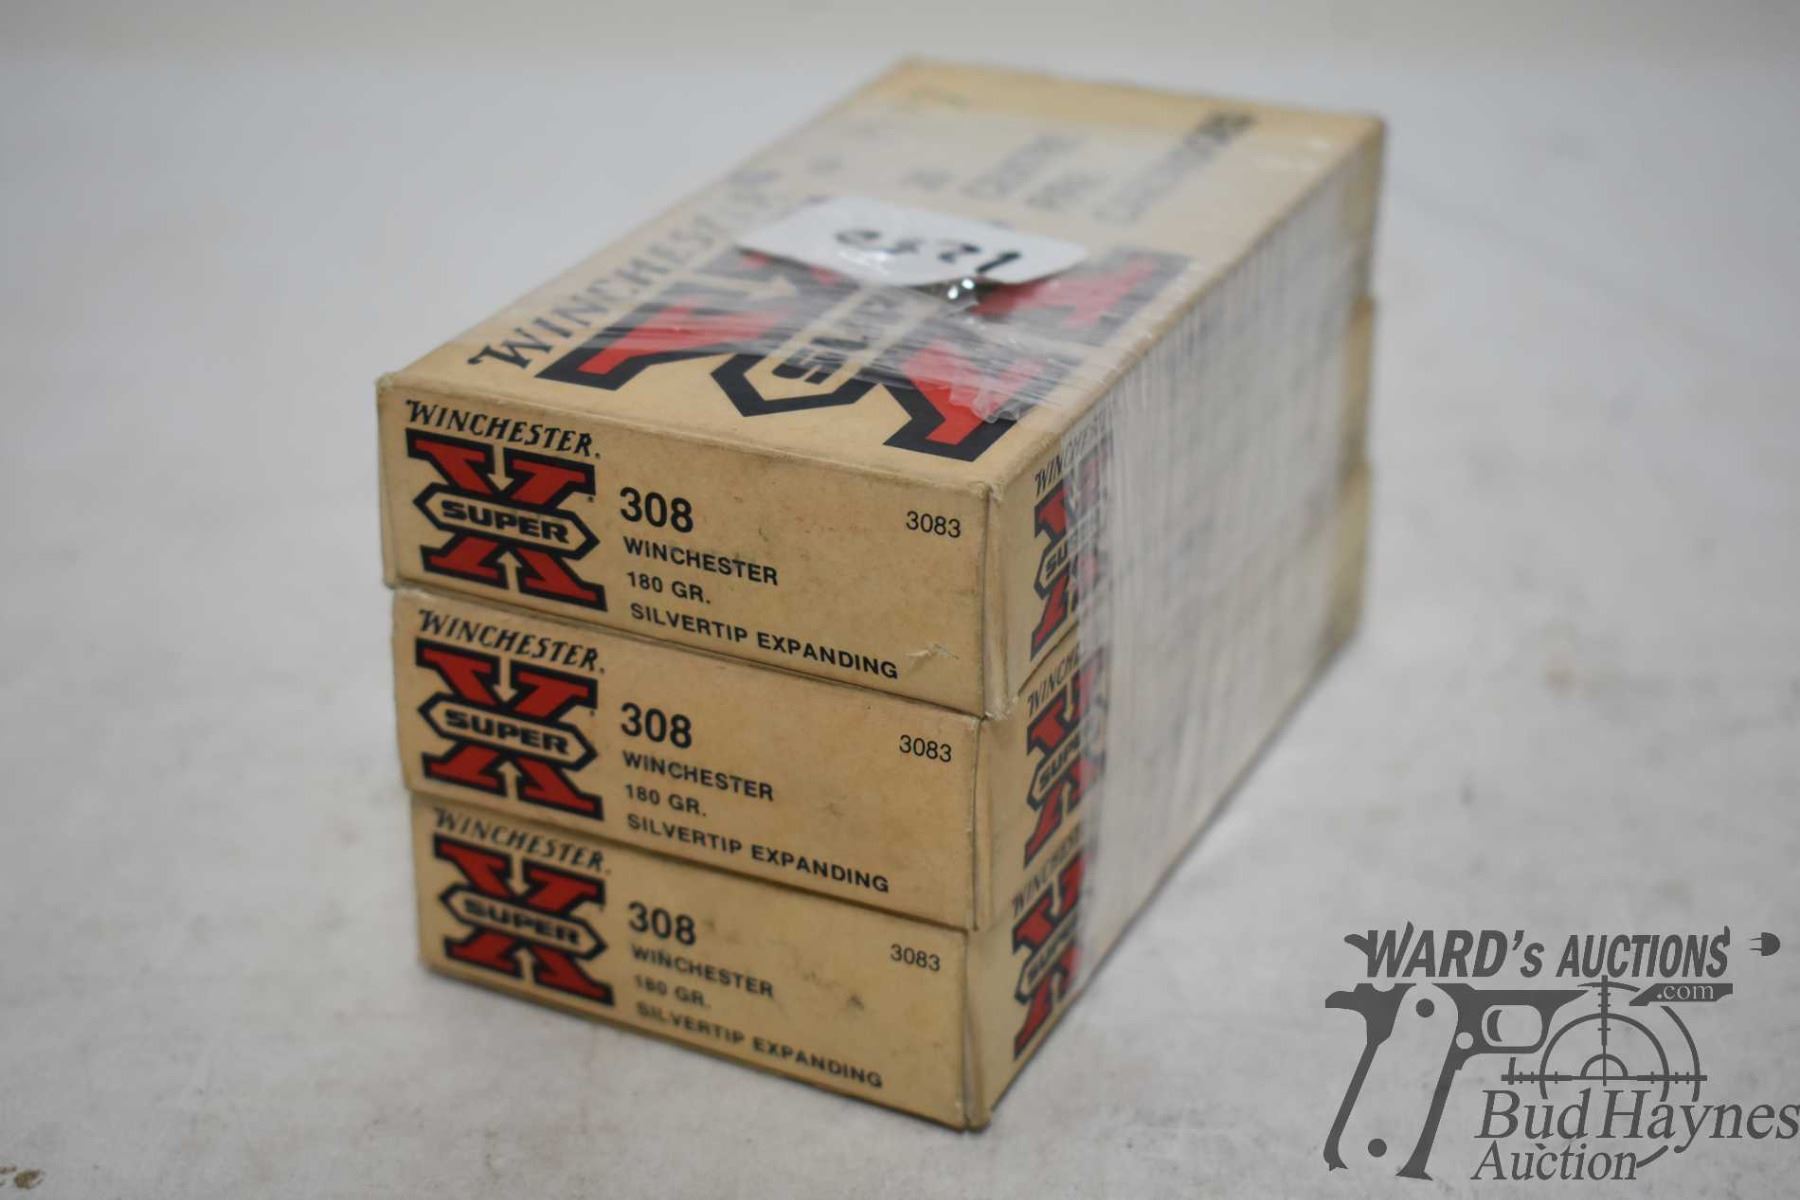 WINCHESTER
SUPER
WINCHESTER
SUPER
308
3083
WINCHESTER
180 GR.
SILVERTIP EXPANDING
WINCHESTER
SUPER
308
3083
WINCHESTER
180 GR.
SILVERTIP EXPANDING
WINCHESTER
SUPER
308
3083
WINCHESTER
180 GR.
SILVERTIP EXPANDING
WARD's AUCTIONS
.com
Bud Haynes
Auction